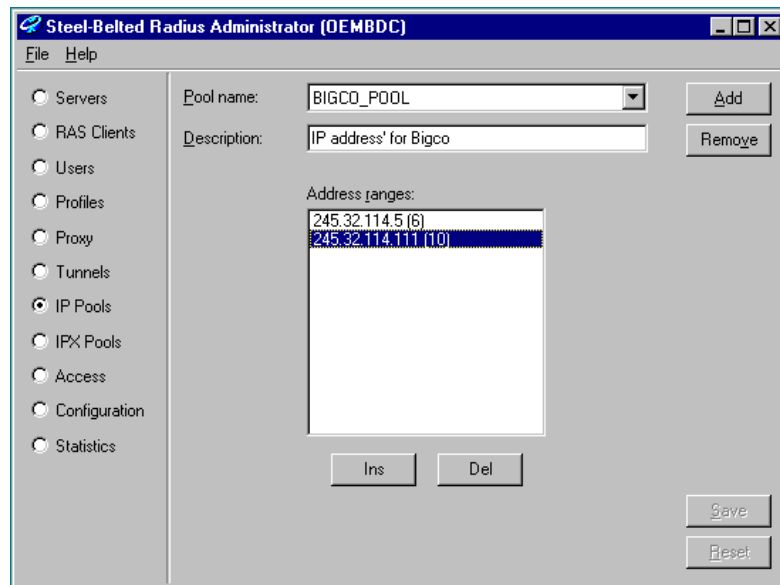 Steel-Belted Radius Administrator (OEMBDC)
File Help
Servers
RAS Clients
Users
Profiles
Proxy
Tunnels
IP Pools
IPX Pools
Access
Configuration
Statistics
Pool name: BIGCO_POOL
Description: IP address' for Bigco
Address ranges:
245.32.114.5 (6)
245.32.114.111 (10)
Ins Del
Add
Remove
Save
Reset